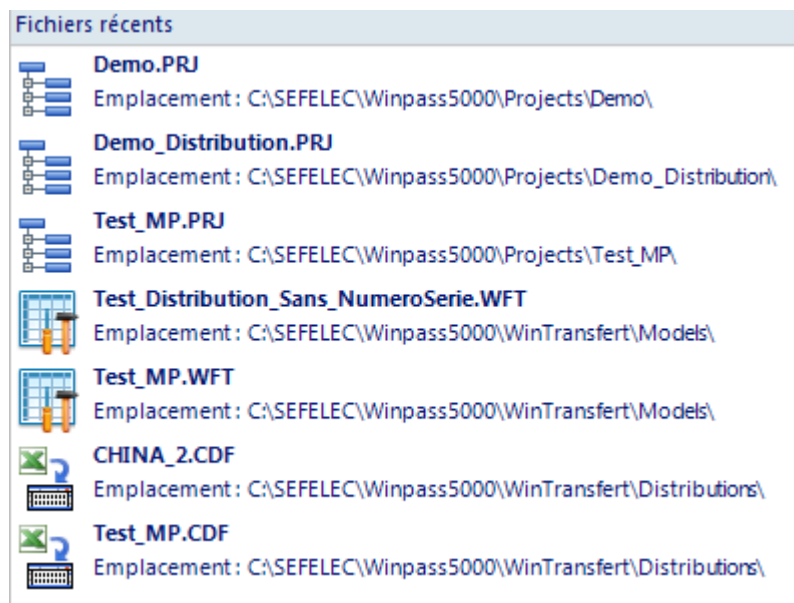 Fichiers récents
Demo.PRJ
Emplacement : C:\SEFELEC\Winpass5000\Projects\Demo\
Demo_Distribution.PRJ
Emplacement : C:\SEFELEC\Winpass5000\Projects\Demo_Distribution\
Test_MP.PRJ
Emplacement : C:\SEFELEC\Winpass5000\Projects\Test_MP\
Test_Distribution_Sans_NumeroSerie.WFT
Emplacement : C:\SEFELEC\Winpass5000\WinTransfert\Models\
Test_MP.WFT
Emplacement : C:\SEFELEC\Winpass5000\WinTransfert\Models\
CHINA_2.CDF
Emplacement : C:\SEFELEC\Winpass5000\WinTransfert\Distributions\
Test_MP.CDF
Emplacement : C:\SEFELEC\Winpass5000\WinTransfert\Distributions\